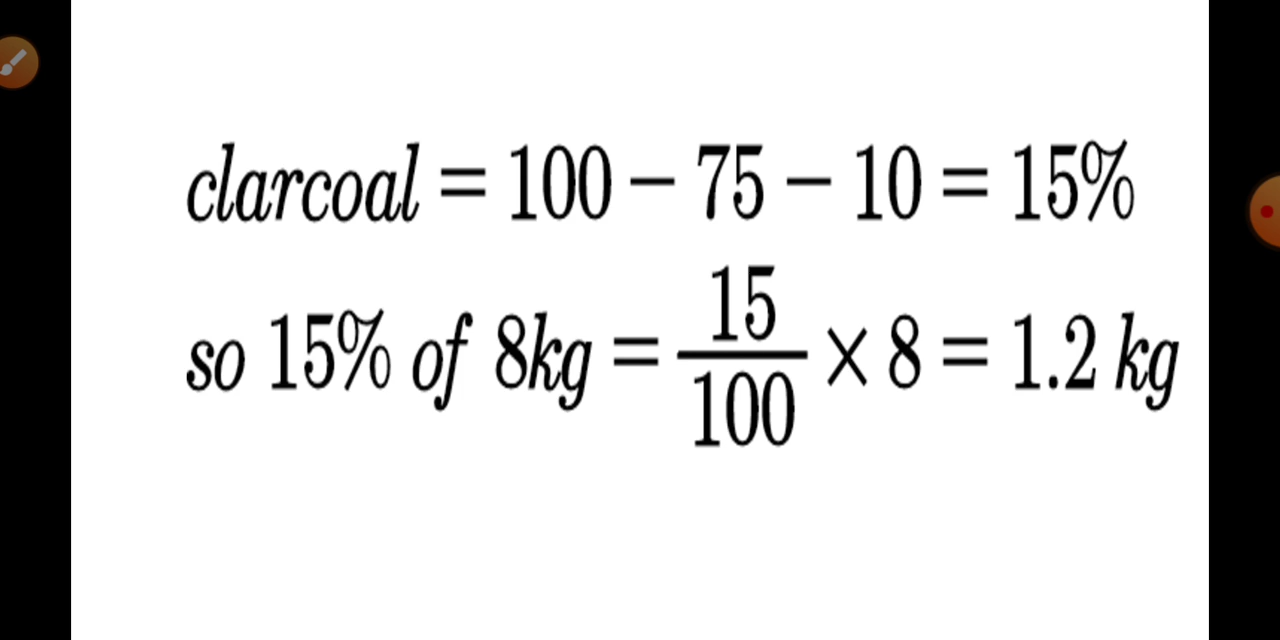 clarcoal = 100 − 75 − 10 = 15%
so 15% of 8kg = 15/100 × 8 = 1.2 kg